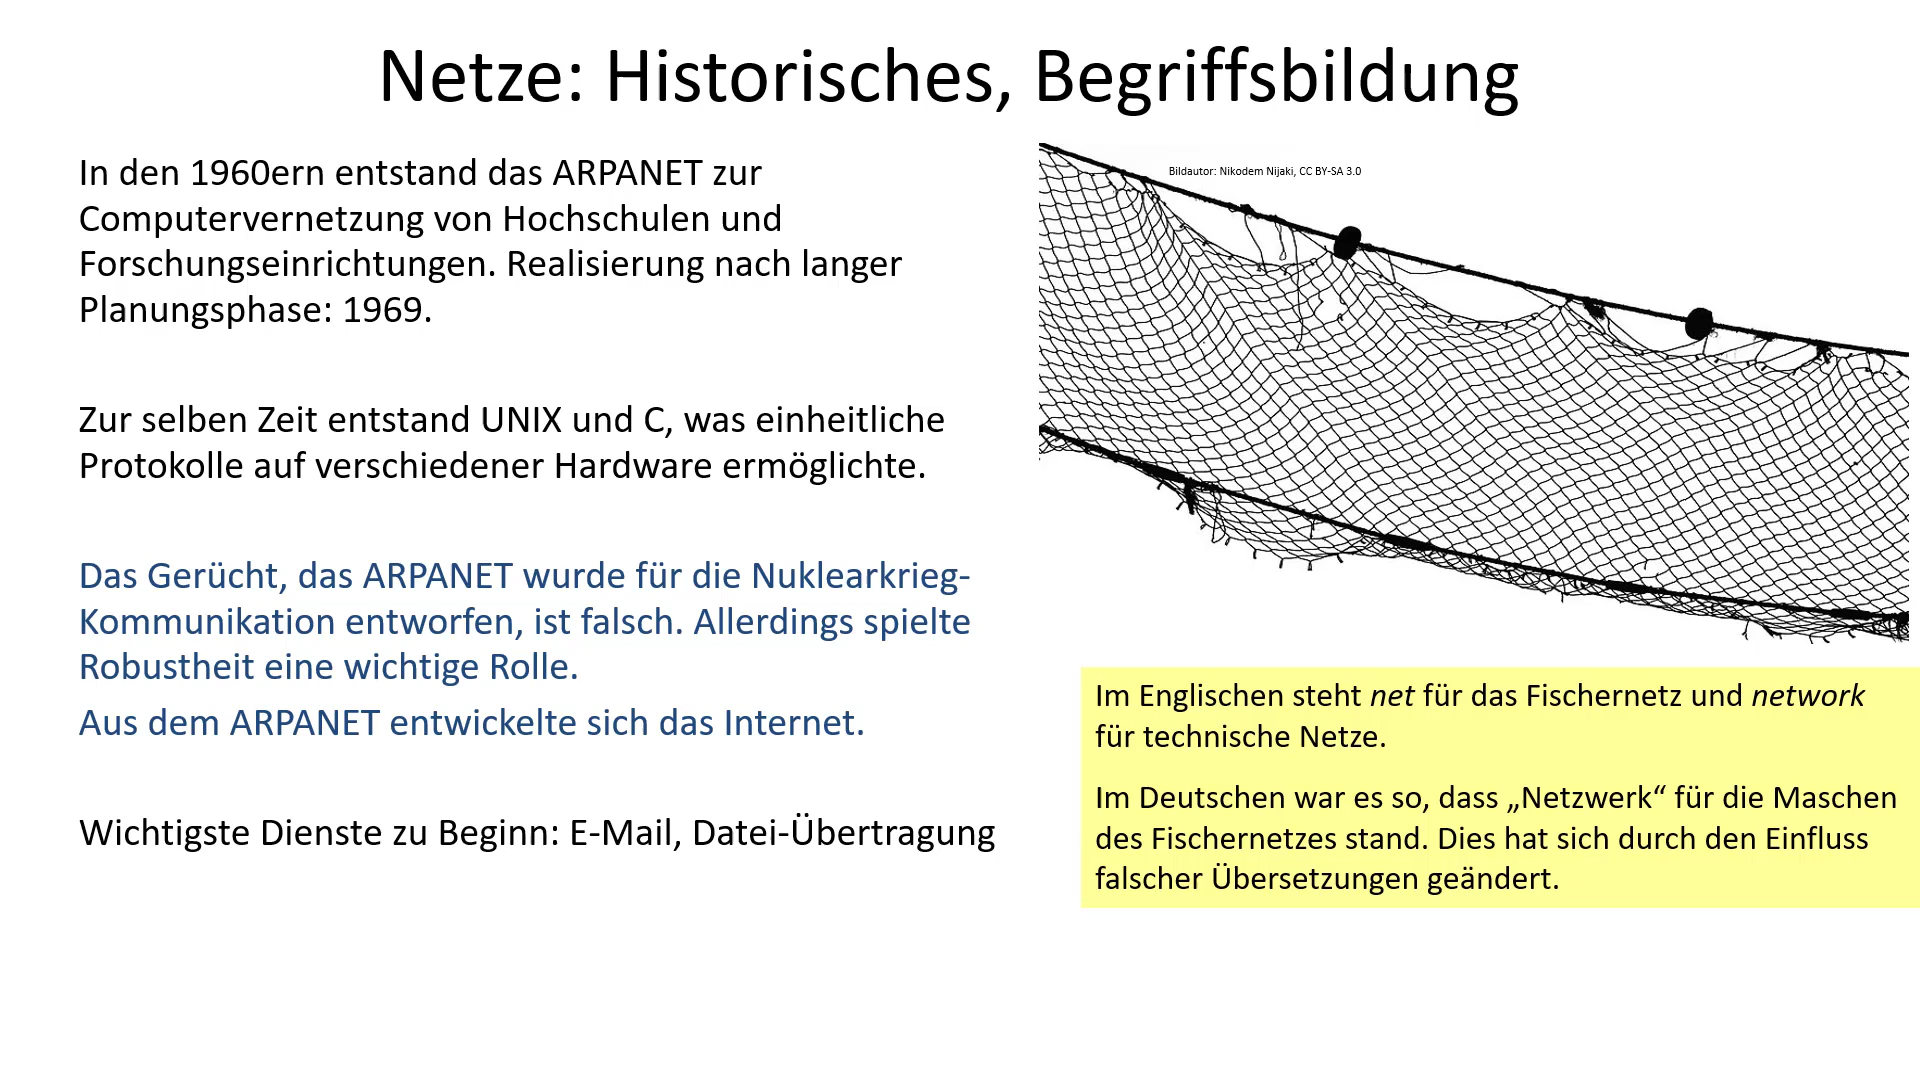 Netze: Historisches, Begriffsbildung
In den 1960ern entstand das ARPANET zur
Computervernetzung von Hochschulen und
Forschungseinrichtungen. Realisierung nach langer
Planungsphase: 1969.
Zur selben Zeit entstand UNIX und C, was einheitliche
Protokolle auf verschiedener Hardware ermöglichte.
Das Gerücht, das ARPANET wurde für die Nuklearkrieg-
Kommunikation entworfen, ist falsch. Allerdings spielte
Robustheit eine wichtige Rolle.
Aus dem ARPANET entwickelte sich das Internet.
Wichtigste Dienste zu Beginn: E-Mail, Datei-Übertragung
Bildautor: Nikodem Nijaki, CC BY-SA 3.0
Im Englischen steht net für das Fischernetz und network
für technische Netze.
Im Deutschen war es so, dass „Netzwerk“ für die Maschen
des Fischernetzes stand. Dies hat sich durch den Einfluss
falscher Übersetzungen geändert.